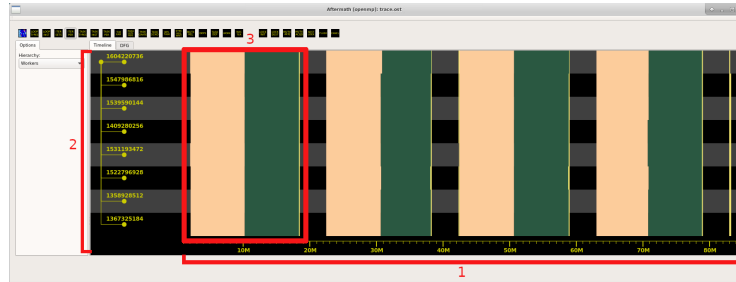 Aftermath [openmp]: trace.ost
3
Options
Timeline DFG
Hierarchy:
Workers
1604220736
1547986816
1539590144
1409280256
2
1531193472
1522796928
1358928512
1367325184
10M 20M 30M 40M 50M 60M 70M 80M
1